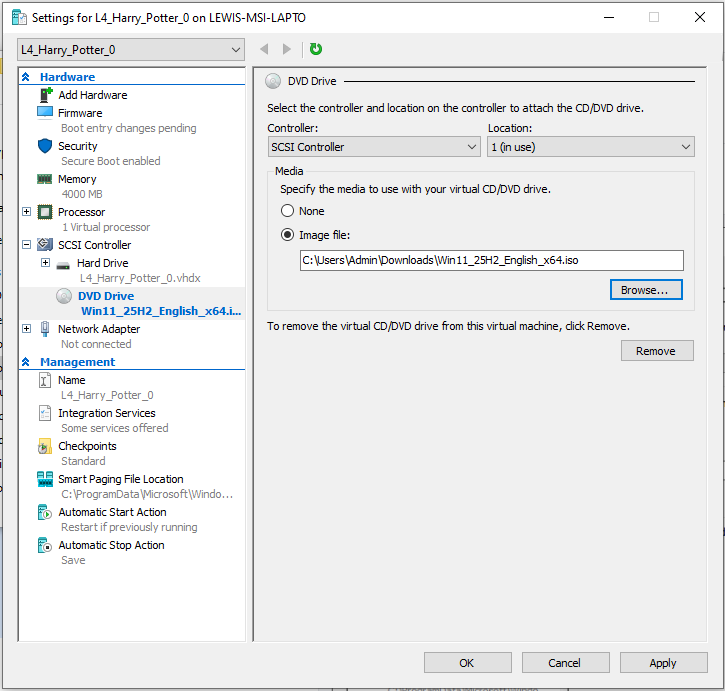 Settings for L4_Harry_Potter_0 on LEWIS-MSI-LAPTO
L4_Harry_Potter_0
Hardware
Add Hardware
Firmware
Boot entry changes pending
Security
Secure Boot enabled
Memory
4000 MB
Processor
1 Virtual processor
SCSI Controller
Hard Drive
L4_Harry_Potter_0.vhdx
DVD Drive
Win11_25H2_English_x64.i...
Network Adapter
Not connected
Management
Name
L4_Harry_Potter_0
Integration Services
Some services offered
Checkpoints
Standard
Smart Paging File Location
C:\ProgramData\Microsoft\Windo...
Automatic Start Action
Restart if previously running
Automatic Stop Action
Save
DVD Drive
Select the controller and location on the controller to attach the CD/DVD drive.
Controller: Location:
SCSI Controller 1 (in use)
Media
Specify the media to use with your virtual CD/DVD drive.
None
Image file:
C:\Users\Admin\Downloads\Win11_25H2_English_x64.iso
Browse...
To remove the virtual CD/DVD drive from this virtual machine, click Remove.
Remove
OK Cancel Apply